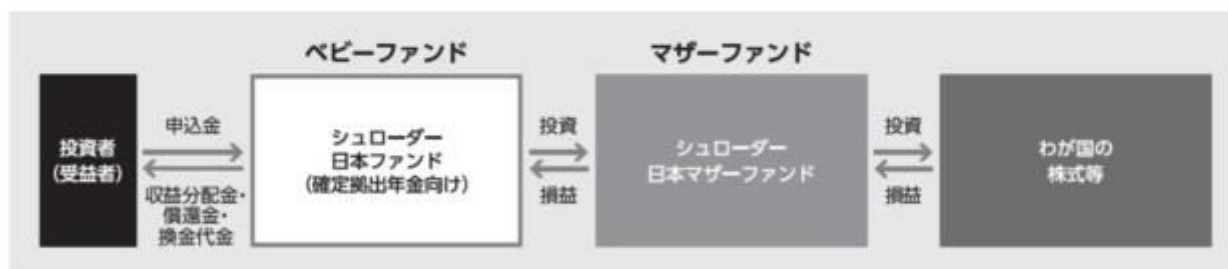 ベビーファンド
マザーファンド
投資者
(受益者)
申込金
収益分配金・
償還金・
換金代金
シュローダー
日本ファンド
(確定拠出年金向け)
投資
損益
シュローダー
日本マザーファンド
投資
損益
わが国の
株式等